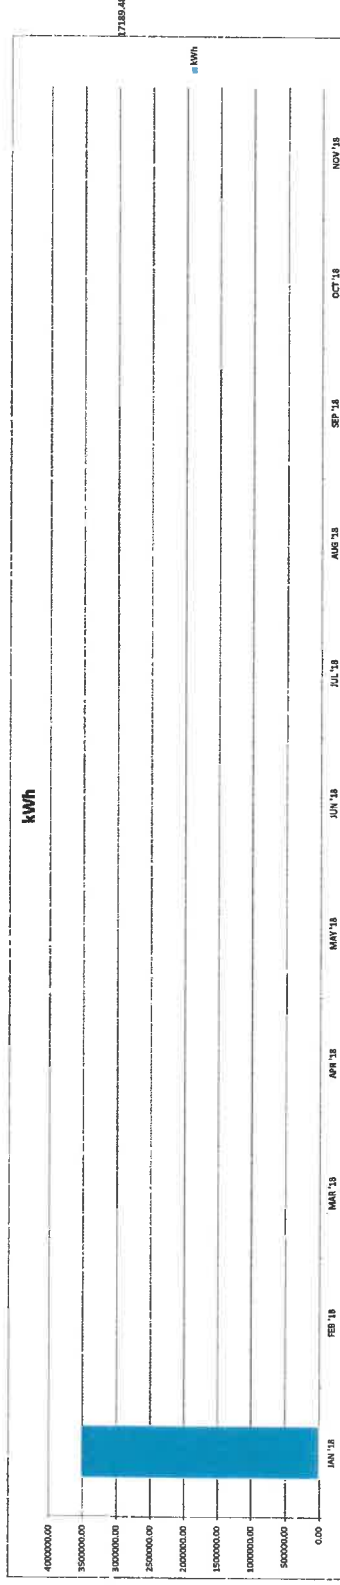 kWh
4000000.00
3500000.00
3000000.00
2500000.00
2000000.00
1500000.00
1000000.00
500000.00
0.00
JAN '18
FEB '18
MAR '18
APR '18
MAY '18
JUN '18
JUL '18
AUG '18
SEP '18
OCT '18
NOV '18
kWh